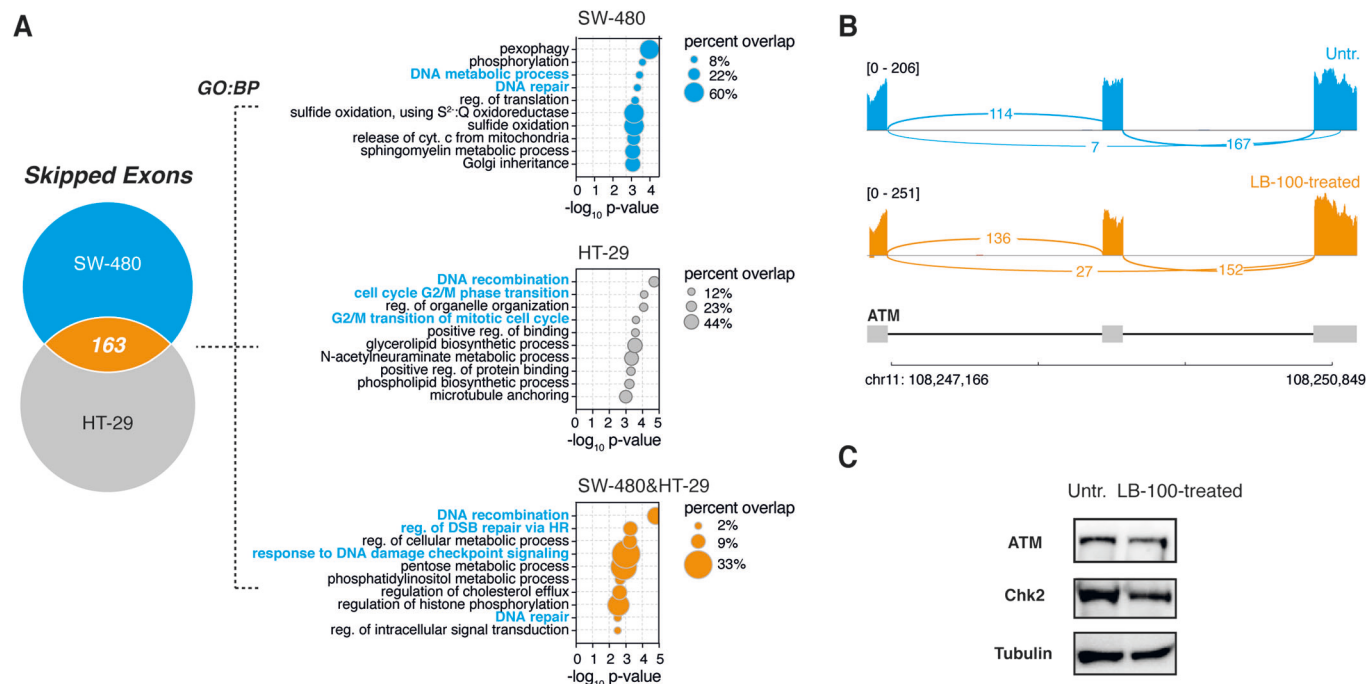 A
GO:BP
Skipped Exons
SW-480
163
HT-29
SW-480
pexophagy
phosphorylation
DNA metabolic process
DNA repair
reg. of translation
sulfide oxidation, using S²⁻:Q oxidoreductase
sulfide oxidation
release of cyt. c from mitochondria
sphingomyelin metabolic process
Golgi inheritance
0 1 2 3 4
-log₁₀ p-value
percent overlap
8%
22%
60%
HT-29
DNA recombination
cell cycle G2/M phase transition
reg. of organelle organization
G2/M transition of mitotic cell cycle
positive reg. of binding
glycerolipid biosynthetic process
N-acetylneuraminate metabolic process
positive reg. of protein binding
phospholipid biosynthetic process
microtubule anchoring
0 1 2 3 4 5
-log₁₀ p-value
percent overlap
12%
23%
44%
SW-480&HT-29
DNA recombination
reg. of DSB repair via HR
reg. of cellular metabolic process
response to DNA damage checkpoint signaling
pentose metabolic process
phosphatidylinositol metabolic process
regulation of cholesterol efflux
regulation of histone phosphorylation
DNA repair
reg. of intracellular signal transduction
0 1 2 3 4 5
-log₁₀ p-value
percent overlap
2%
9%
33%
B
Untr.
[0 - 206]
114
7
167
LB-100-treated
[0 - 251]
136
27
152
ATM
chr11: 108,247,166
108,250,849
C
Untr. LB-100-treated
ATM
Chk2
Tubulin